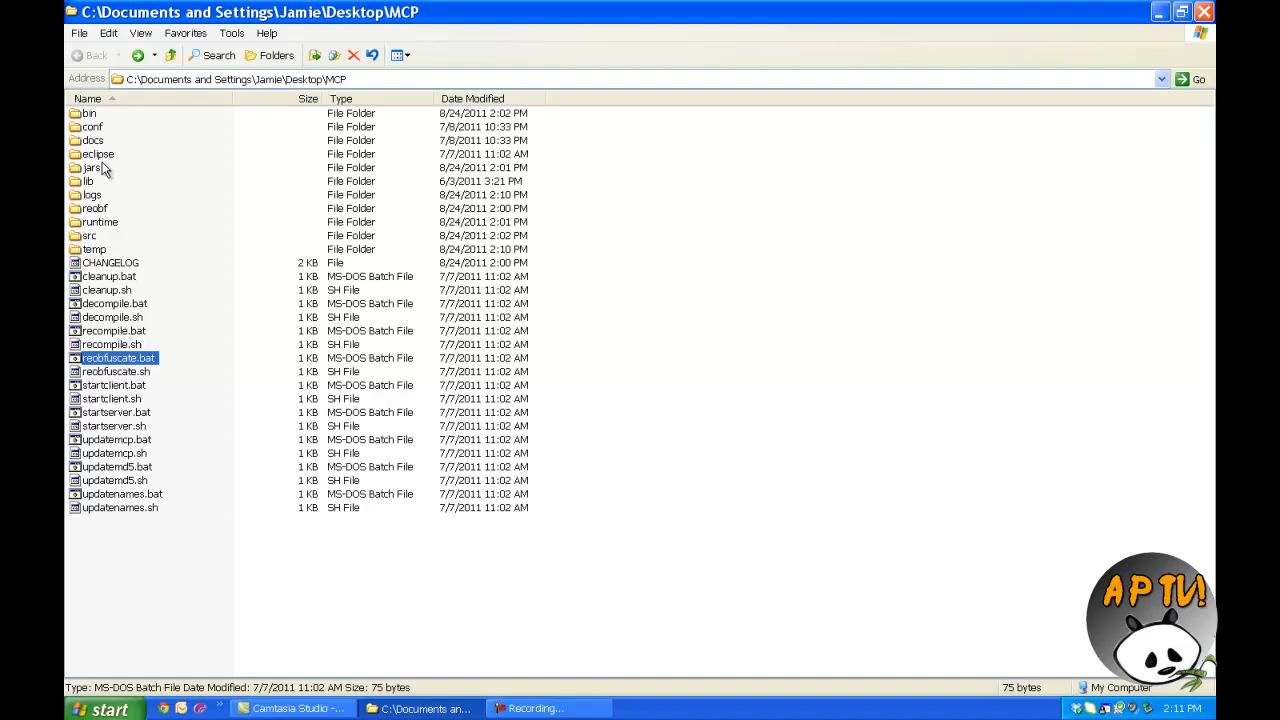 C:\Documents and Settings\Jamie\Desktop\MCP
File Edit View Favorites Tools Help
Back Search Folders
Address C:\Documents and Settings\Jamie\Desktop\MCP Go
Name Size Type Date Modified
bin File Folder 8/24/2011 2:02 PM
conf File Folder 7/8/2011 10:33 PM
docs File Folder 7/8/2011 10:33 PM
eclipse File Folder 7/7/2011 11:02 AM
jars File Folder 8/24/2011 2:01 PM
lib File Folder 6/3/2011 3:21 PM
logs File Folder 8/24/2011 2:10 PM
reobf File Folder 8/24/2011 2:00 PM
runtime File Folder 8/24/2011 2:01 PM
src File Folder 8/24/2011 2:02 PM
temp File Folder 8/24/2011 2:10 PM
CHANGELOG 2 KB File 8/24/2011 2:00 PM
cleanup.bat 1 KB MS-DOS Batch File 7/7/2011 11:02 AM
cleanup.sh 1 KB SH File 7/7/2011 11:02 AM
decompile.bat 1 KB MS-DOS Batch File 7/7/2011 11:02 AM
decompile.sh 1 KB SH File 7/7/2011 11:02 AM
recompile.bat 1 KB MS-DOS Batch File 7/7/2011 11:02 AM
recompile.sh 1 KB SH File 7/7/2011 11:02 AM
reobfuscate.bat 1 KB MS-DOS Batch File 7/7/2011 11:02 AM
reobfuscate.sh 1 KB SH File 7/7/2011 11:02 AM
startclient.bat 1 KB MS-DOS Batch File 7/7/2011 11:02 AM
startclient.sh 1 KB SH File 7/7/2011 11:02 AM
startserver.bat 1 KB MS-DOS Batch File 7/7/2011 11:02 AM
startserver.sh 1 KB SH File 7/7/2011 11:02 AM
updatemcp.bat 1 KB MS-DOS Batch File 7/7/2011 11:02 AM
updatemcp.sh 1 KB SH File 7/7/2011 11:02 AM
updatemd5.bat 1 KB MS-DOS Batch File 7/7/2011 11:02 AM
updatemd5.sh 1 KB SH File 7/7/2011 11:02 AM
updatenames.bat 1 KB MS-DOS Batch File 7/7/2011 11:02 AM
updatenames.sh 1 KB SH File 7/7/2011 11:02 AM
AP TV!
Type: MS-DOS Batch File Date Modified: 7/7/2011 11:02 AM Size: 75 bytes 75 bytes My Computer
start Camtasia Studio -... C:\Documents an... Recording... 2:11 PM